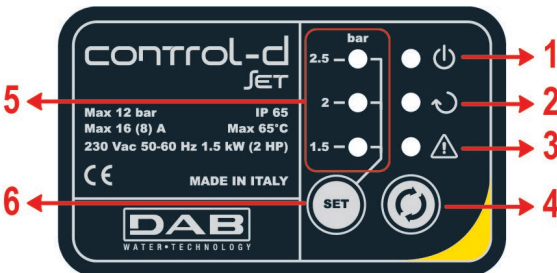 control-d
SET
Max 12 bar IP 65
Max 16 (8) A Max 65°C
230 Vac 50-60 Hz 1.5 kW (2 HP)
CE MADE IN ITALY
DAB
WATER•TECHNOLOGY
bar
2.5
2
1.5
SET
1
2
3
4
5
6